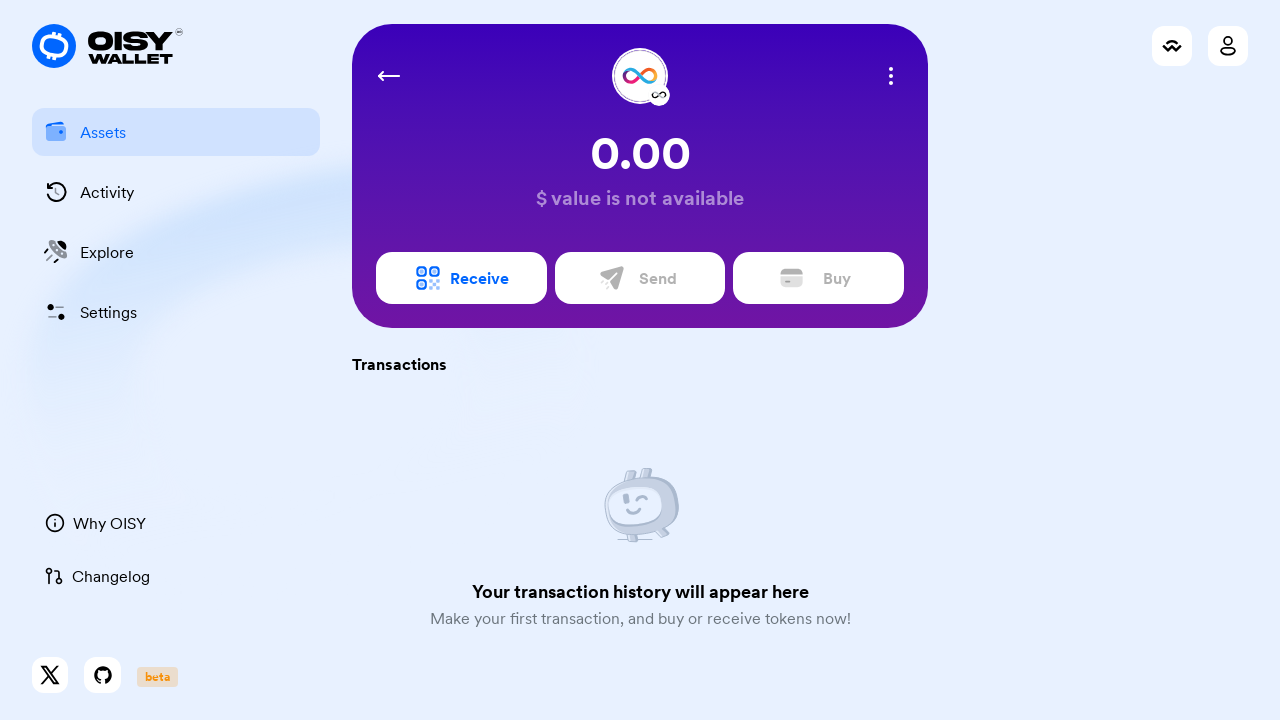 OISY
WALLET
Assets
Activity
Explore
Settings
Why OISY
Changelog
beta
0.00
$ value is not available
Receive
Send
Buy
Transactions
Your transaction history will appear here
Make your first transaction, and buy or receive tokens now!